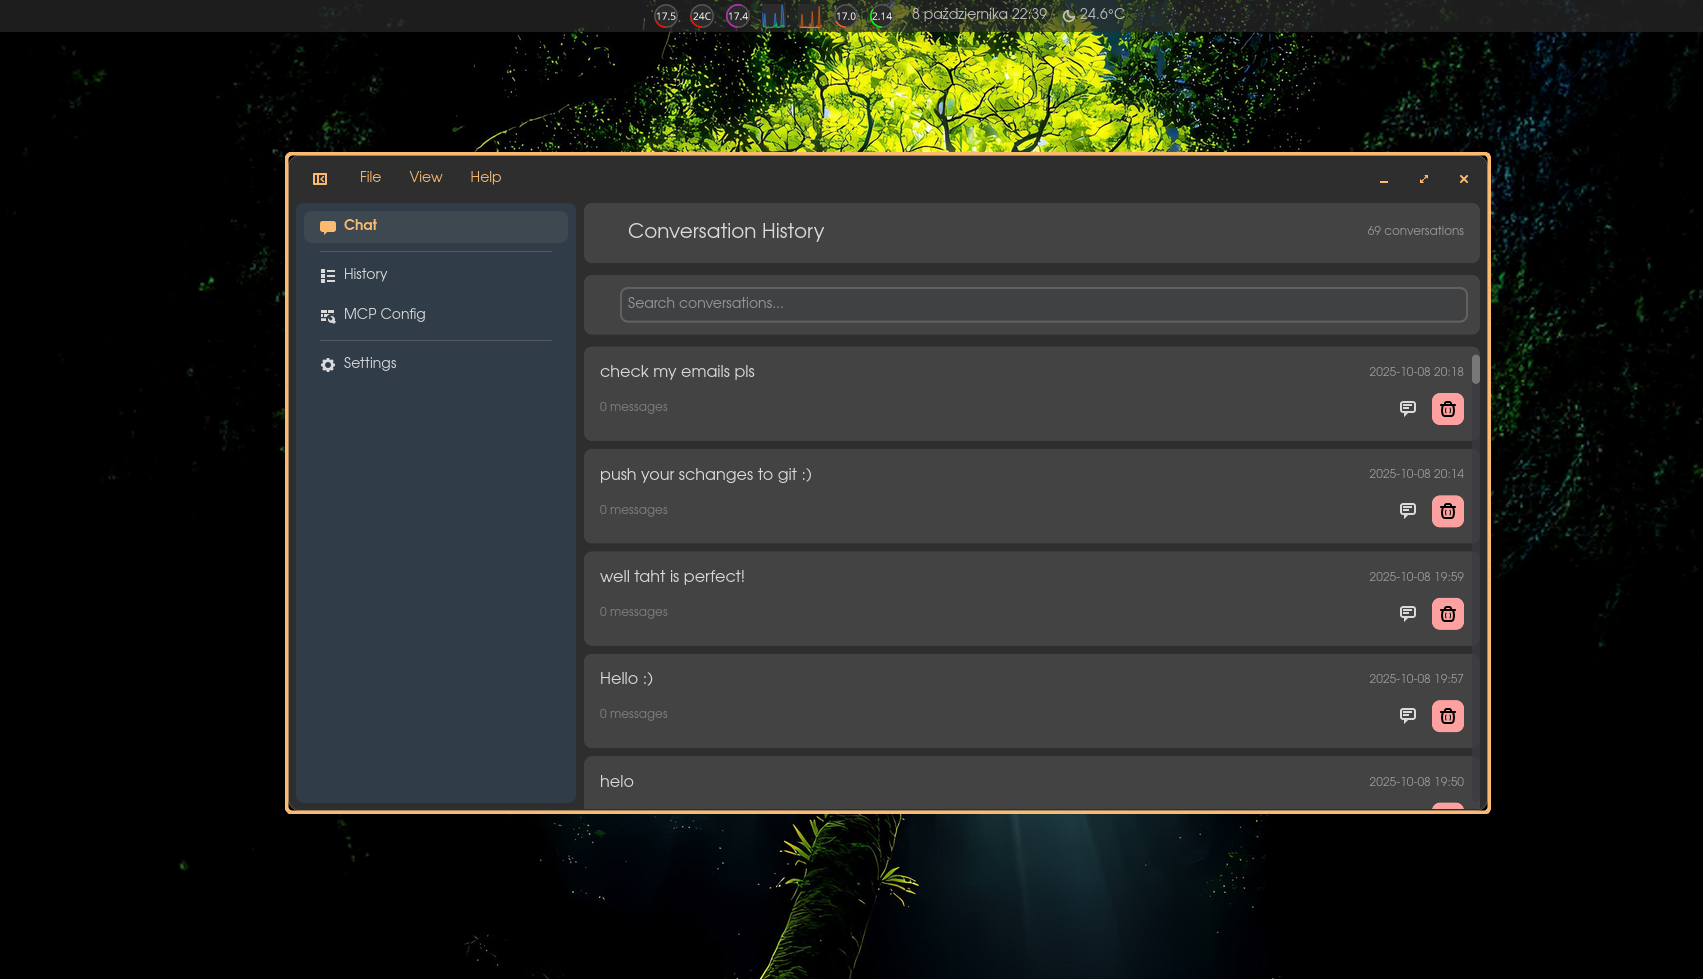 17.5 24C 17.4 17.0 2.14 8 października 22:39 24.6°C
File View Help
Chat
History
MCP Config
Settings
Conversation History
69 conversations
Search conversations...
check my emails pls
2025-10-08 20:18
0 messages
push your schanges to git :)
2025-10-08 20:14
0 messages
well taht is perfect!
2025-10-08 19:59
0 messages
Hello :)
2025-10-08 19:57
0 messages
helo
2025-10-08 19:50